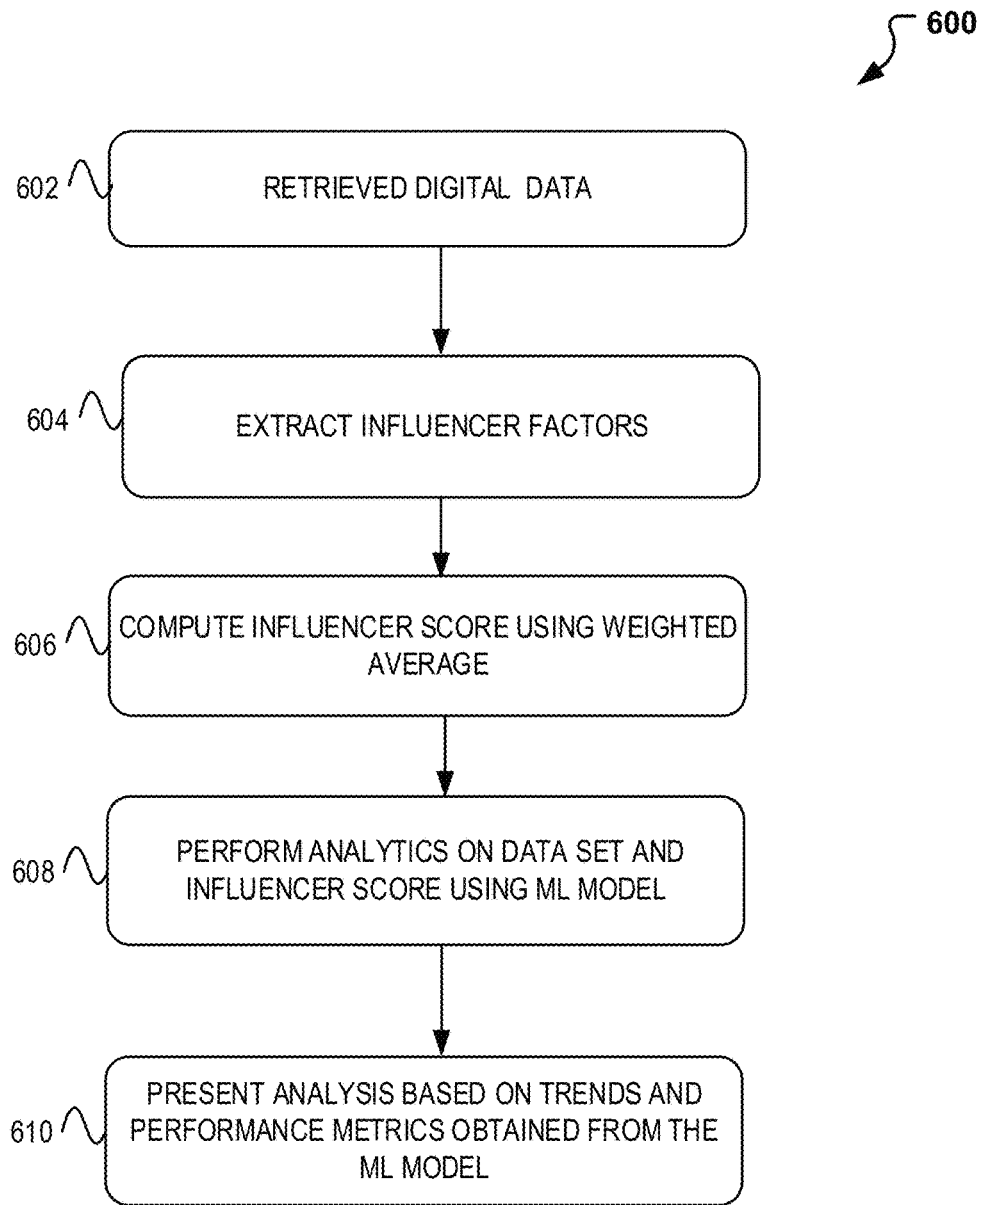 600
602
RETRIEVED DIGITAL DATA
604
EXTRACT INFLUENCER FACTORS
606
COMPUTE INFLUENCER SCORE USING WEIGHTED
AVERAGE
608
PERFORM ANALYTICS ON DATA SET AND
INFLUENCER SCORE USING ML MODEL
610
PRESENT ANALYSIS BASED ON TRENDS AND
PERFORMANCE METRICS OBTAINED FROM THE
ML MODEL